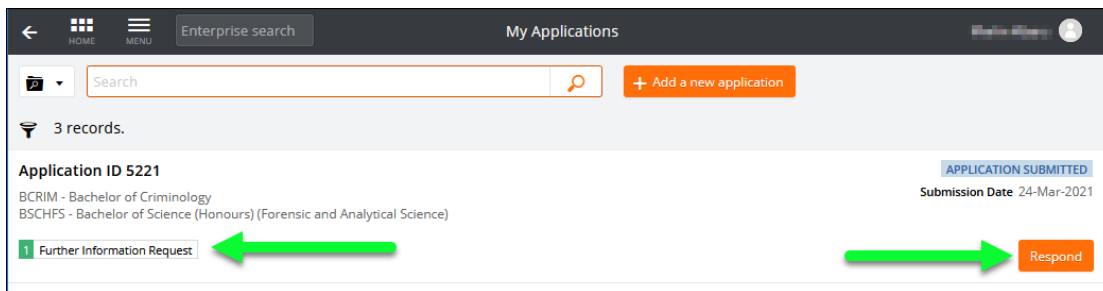 HOME
MENU
Enterprise search
My Applications
Search
+ Add a new application
3 records.
Application ID 5221
APPLICATION SUBMITTED
BCRIM - Bachelor of Criminology
Submission Date 24-Mar-2021
BSCHFS - Bachelor of Science (Honours) (Forensic and Analytical Science)
1 Further Information Request
Respond